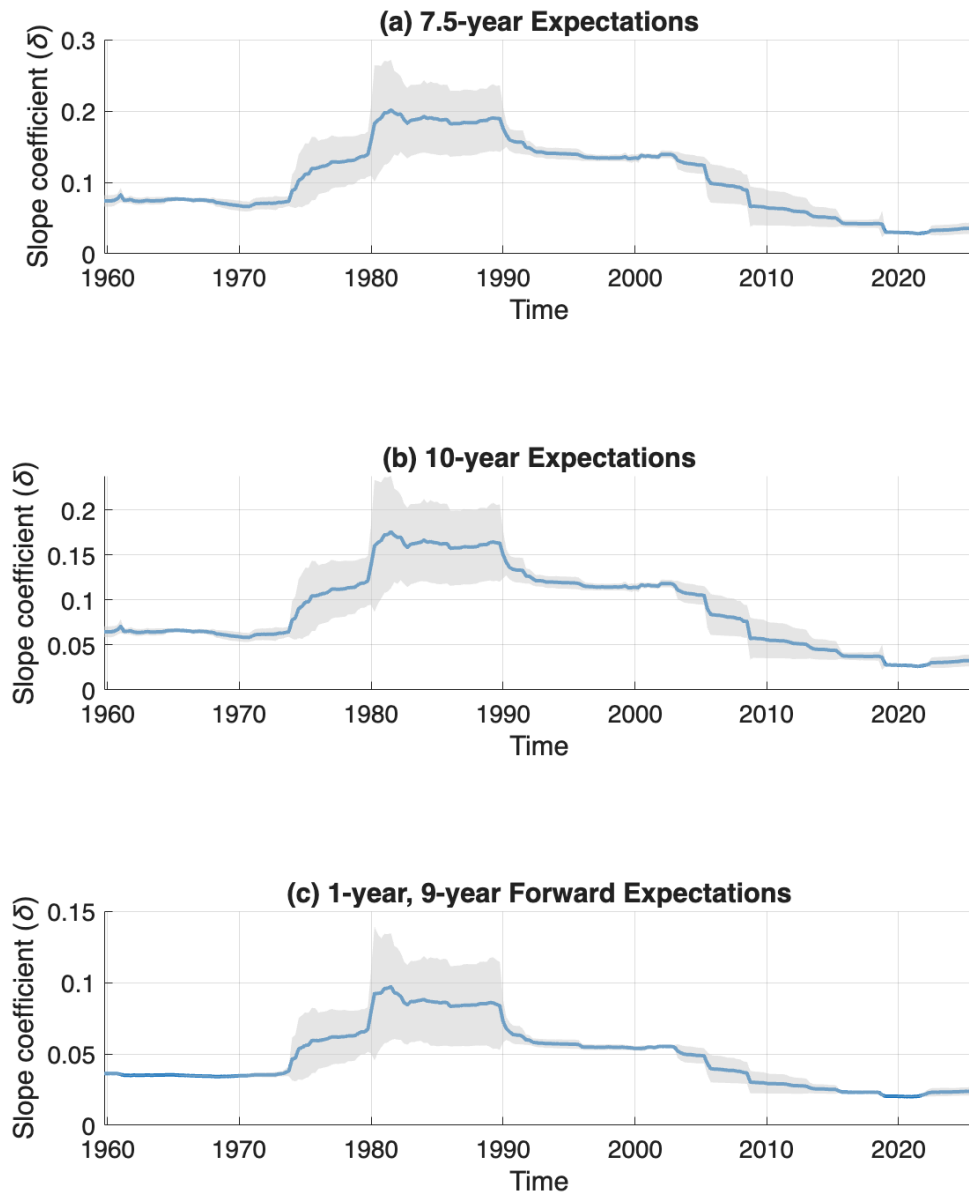 (a) 7.5-year Expectations
Slope coefficient (δ)
0.3
0.2
0.1
0
1960 1970 1980 1990 2000 2010 2020
Time
(b) 10-year Expectations
Slope coefficient (δ)
0.2
0.15
0.1
0.05
0
1960 1970 1980 1990 2000 2010 2020
Time
(c) 1-year, 9-year Forward Expectations
Slope coefficient (δ)
0.15
0.1
0.05
0
1960 1970 1980 1990 2000 2010 2020
Time